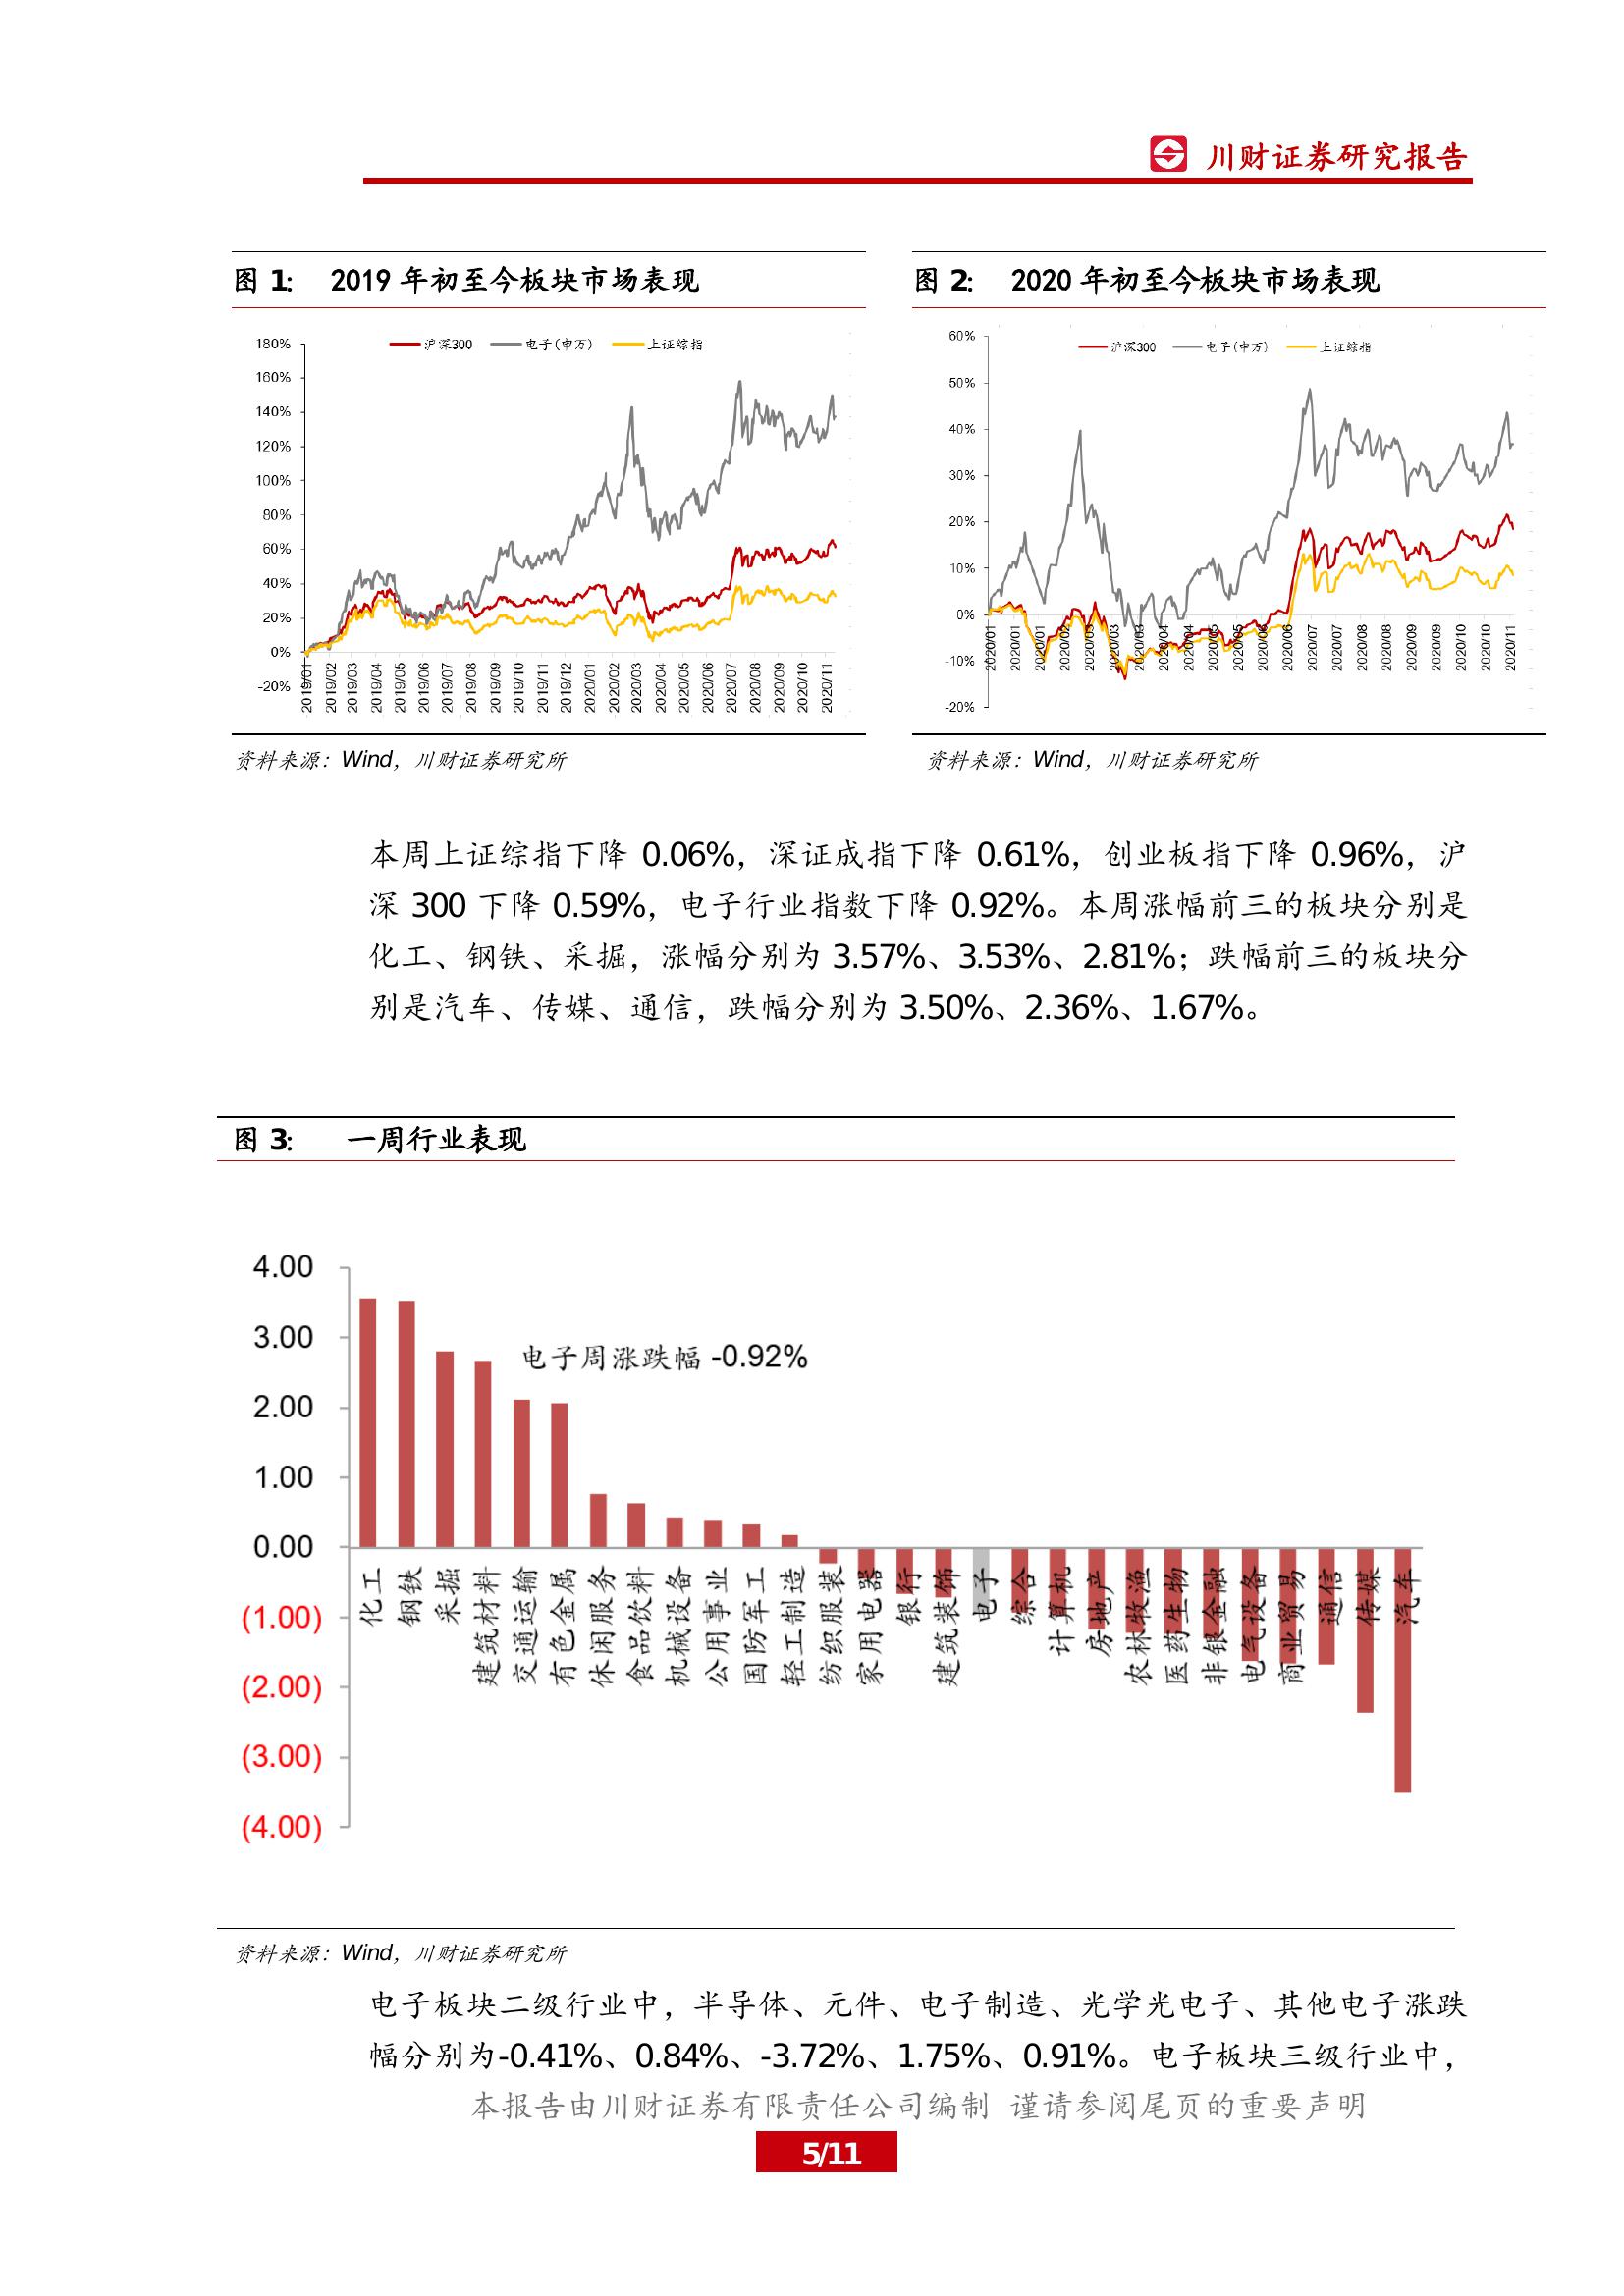 川财证券研究报告
图 1: 2019 年初至今板块市场表现
180%
160%
140%
120%
100%
80%
60%
40%
20%
0%
-20%
沪深300 电子(申万) 上证综指
2019/01 2019/02 2019/03 2019/04 2019/05 2019/06 2019/07 2019/08 2019/09 2019/10 2019/11 2019/12 2020/01 2020/02 2020/03 2020/04 2020/05 2020/06 2020/07 2020/08 2020/09 2020/10 2020/11
资料来源：Wind，川财证券研究所
图 2: 2020 年初至今板块市场表现
60%
50%
40%
30%
20%
10%
0%
-10%
-20%
沪深300 电子(申万) 上证综指
2020/01 2020/01 2020/01 2020/02 2020/03 2020/03 2020/03 2020/04 2020/04 2020/05 2020/05 2020/06 2020/06 2020/07 2020/07 2020/08 2020/08 2020/09 2020/09 2020/10 2020/10 2020/11
资料来源：Wind，川财证券研究所
本周上证综指下降 0.06%，深证成指下降 0.61%，创业板指下降 0.96%，沪
深 300 下降 0.59%，电子行业指数下降 0.92%。本周涨幅前三的板块分别是
化工、钢铁、采掘，涨幅分别为 3.57%、3.53%、2.81%；跌幅前三的板块分
别是汽车、传媒、通信，跌幅分别为 3.50%、2.36%、1.67%。
图 3: 一周行业表现
4.00
3.00
2.00
1.00
0.00
(1.00)
(2.00)
(3.00)
(4.00)
电子周涨跌幅 -0.92%
化工 钢铁 采掘 建筑材料 交通运输 有色金属 休闲服务 食品饮料 机械设备 公用事业 国防军工 轻工制造 纺织服装 家用电器 银行 建筑装饰 电子 综合 计算机 房地产 农林牧渔 医药生物 非银金融 电气设备 商业贸易 通信 传媒 汽车
资料来源：Wind，川财证券研究所
电子板块二级行业中，半导体、元件、电子制造、光学光电子、其他电子涨跌
幅分别为-0.41%、0.84%、-3.72%、1.75%、0.91%。电子板块三级行业中，
本报告由川财证券有限责任公司编制 谨请参阅尾页的重要声明
5/11